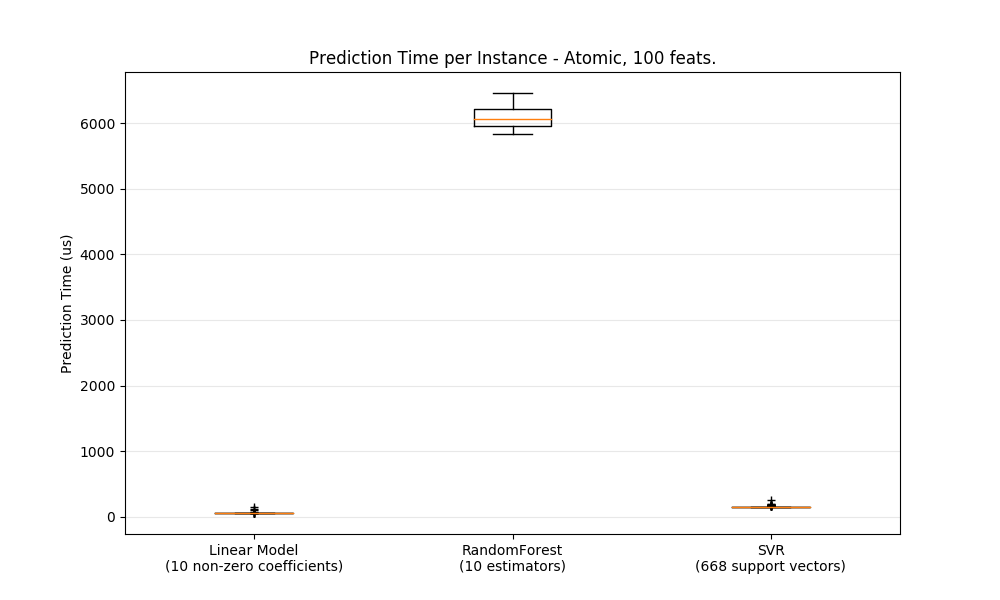 Prediction Time per Instance - Atomic, 100 feats.
Prediction Time (us)
6000
5000
4000
3000
2000
1000
0
Linear Model
(10 non-zero coefficients)
RandomForest
(10 estimators)
SVR
(668 support vectors)